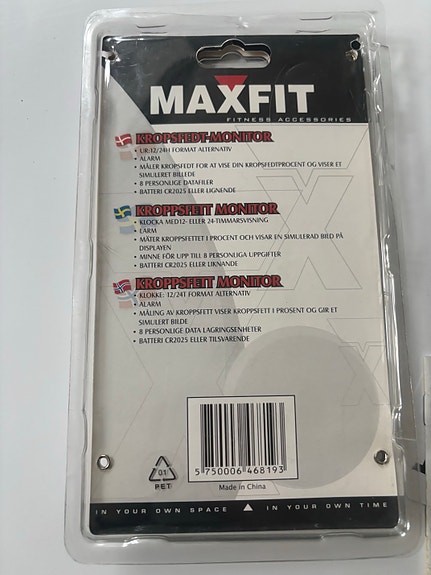 MAXFIT
FITNESS ACCESSORIES
KROPSFEDT-MONITOR
• UR:12/24H FORMAT ALTERNATIV
• ALARM
• MÅLER KROPSFEDT FOR AT VISE DIN KROPSFEDTPROCENT OG VISER ET
SIMULERET BILLEDE
• 8 PERSONLIGE DATAFILER
• BATTERI CR2025 ELLER LIGNENDE
KROPPSFETT MONITOR
• KLOCKA MED12- ELLER 24-TIMMARSVISNING
• LARM
• MÄTER KROPPSFETTET I PROCENT OCH VISAR EN SIMULERAD BILD PÅ
DISPLAYEN
• MINNE FÖR UPP TILL 8 PERSONLIGA UPPGIFTER
• BATTERI CR2025 ELLER LIKNANDE
KROPPSFETT MONITOR
• KLOKKE: 12/24T FORMAT ALTERNATIV
• ALARM
• MÅLING AV KROPPSFETT VISER KROPPSFETT I PROSENT OG GIR ET
SIMULERT BILDE
• 8 PERSONLIGE DATA LAGRINGSENHETER
• BATTERI CR2025 ELLER TILSVARENDE
01
PET
5 750006 468193
Made in China
IN YOUR OWN SPACE ▲ IN YOUR OWN TIME